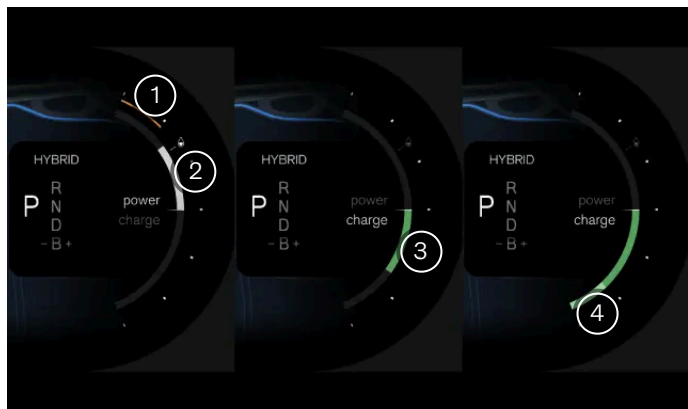 1
2
HYBRID
R
P N
D
- B +
power
charge
HYBRID
R
P N
D
- B +
power
charge
3
HYBRID
R
P N
D
- B +
power
charge
4